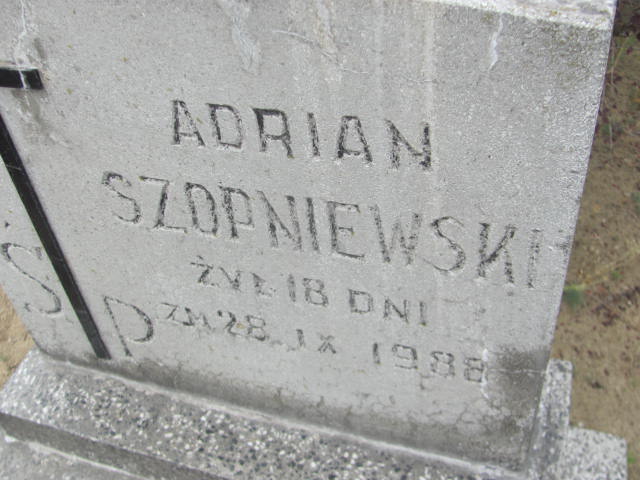 ADRIAN
SZOPNIEWSKI
ŻYŁ 18 DNI
Ś. P. ZM 28 IX 1988